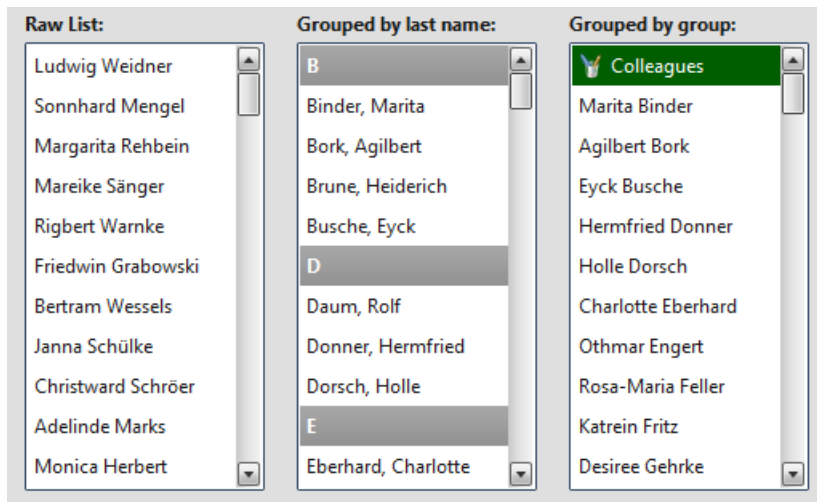 Raw List:
Ludwig Weidner
Sonnhard Mengel
Margarita Rehbein
Mareike Sänger
Rigbert Warnke
Friedwin Grabowski
Bertram Wessels
Janna Schülke
Christward Schröer
Adelinde Marks
Monica Herbert
Grouped by last name:
B
Binder, Marita
Bork, Agilbert
Brune, Heiderich
Busche, Eyck
D
Daum, Rolf
Donner, Hermfried
Dorsch, Holle
E
Eberhard, Charlotte
Grouped by group:
Colleagues
Marita Binder
Agilbert Bork
Eyck Busche
Hermfried Donner
Holle Dorsch
Charlotte Eberhard
Othmar Engert
Rosa-Maria Feller
Katrein Fritz
Desiree Gehrke